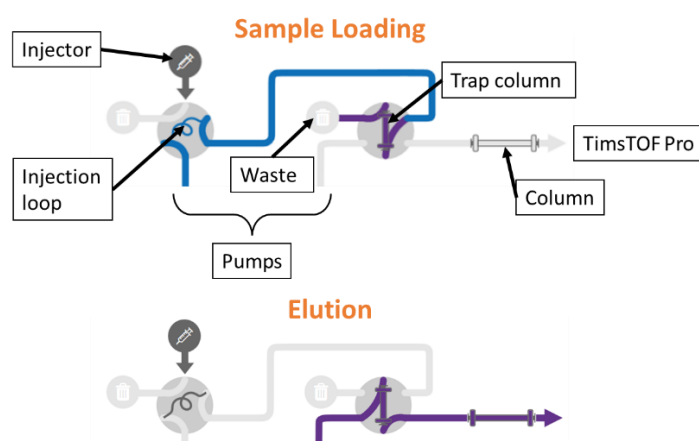 Sample Loading
Injector
Trap column
TimsTOF Pro
Injection
loop
Waste
Column
Pumps
Elution